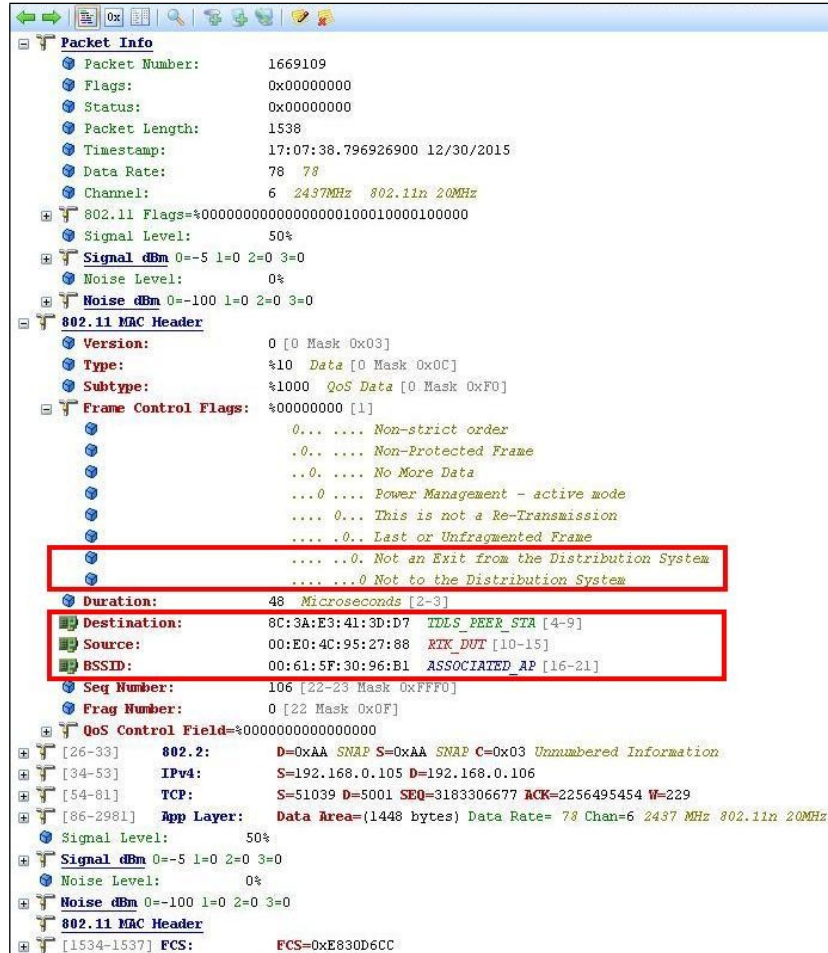 0x
Packet Info
Packet Number: 1669109
Flags: 0x00000000
Status: 0x00000000
Packet Length: 1538
Timestamp: 17:07:38.796926900 12/30/2015
Data Rate: 78 78
Channel: 6 2437MHz 802.11n 20MHz
802.11 Flags=%00000000000000000100010000100000
Signal Level: 50%
Signal dBm 0=-5 1=0 2=0 3=0
Noise Level: 0%
Noise dBm 0=-100 1=0 2=0 3=0
802.11 MAC Header
Version: 0 [0 Mask 0x03]
Type: %10 Data [0 Mask 0x0C]
Subtype: %1000 QoS Data [0 Mask 0xF0]
Frame Control Flags: %00000000 [1]
0... .... Non-strict order
.0.. .... Non-Protected Frame
..0. .... No More Data
...0 .... Power Management - active mode
.... 0... This is not a Re-Transmission
.... .0.. Last or Unfragmented Frame
.... ..0. Not an Exit from the Distribution System
.... ...0 Not to the Distribution System
Duration: 48 Microseconds [2-3]
Destination: 8C:3A:E3:41:3D:D7 TDLS_PEER_STA [4-9]
Source: 00:E0:4C:95:27:88 RTK_DUT [10-15]
BSSID: 00:61:5F:30:96:B1 ASSOCIATED_AP [16-21]
Seq Number: 106 [22-23 Mask 0xFFF0]
Frag Number: 0 [22 Mask 0x0F]
QoS Control Field=%0000000000000000
[26-33] 802.2: D=0xAA SNAP S=0xAA SNAP C=0x03 Unnumbered Information
[34-53] IPv4: S=192.168.0.105 D=192.168.0.106
[54-81] TCP: S=51039 D=5001 SEQ=3183306677 ACK=2256495454 W=229
[86-2981] App Layer: Data Area=(1448 bytes) Data Rate= 78 Chan=6 2437 MHz 802.11n 20MHz
Signal Level: 50%
Signal dBm 0=-5 1=0 2=0 3=0
Noise Level: 0%
Noise dBm 0=-100 1=0 2=0 3=0
802.11 MAC Header
[1534-1537] FCS: FCS=0xE830D6CC